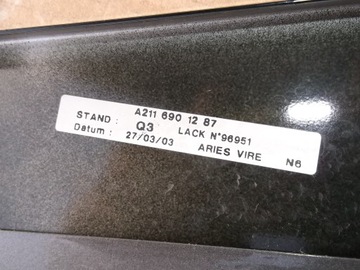 A211 690 12 87
STAND : Q3 LACK N°96951
Datum : 27/03/03 ARIES VIRE N6